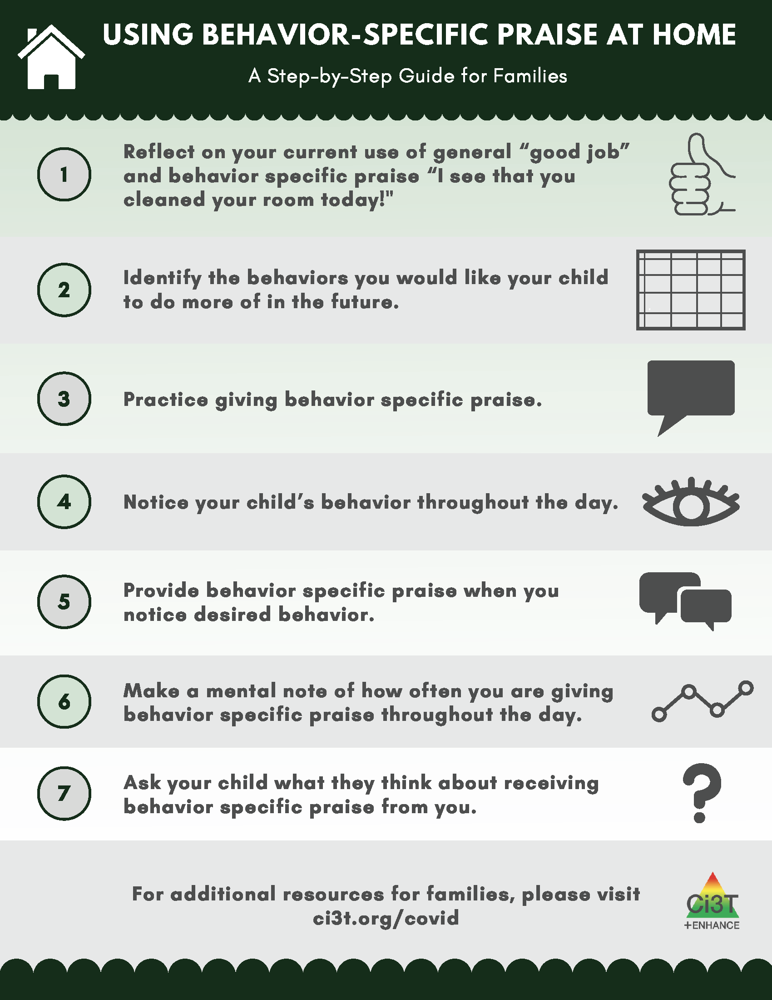 USING BEHAVIOR-SPECIFIC PRAISE AT HOME
A Step-by-Step Guide for Families
1
Reflect on your current use of general “good job”
and behavior specific praise “I see that you
cleaned your room today!"
2
Identify the behaviors you would like your child
to do more of in the future.
3
Practice giving behavior specific praise.
4
Notice your child’s behavior throughout the day.
5
Provide behavior specific praise when you
notice desired behavior.
6
Make a mental note of how often you are giving
behavior specific praise throughout the day.
7
Ask your child what they think about receiving
behavior specific praise from you.
For additional resources for families, please visit
ci3t.org/covid
Ci3T
+ENHANCE